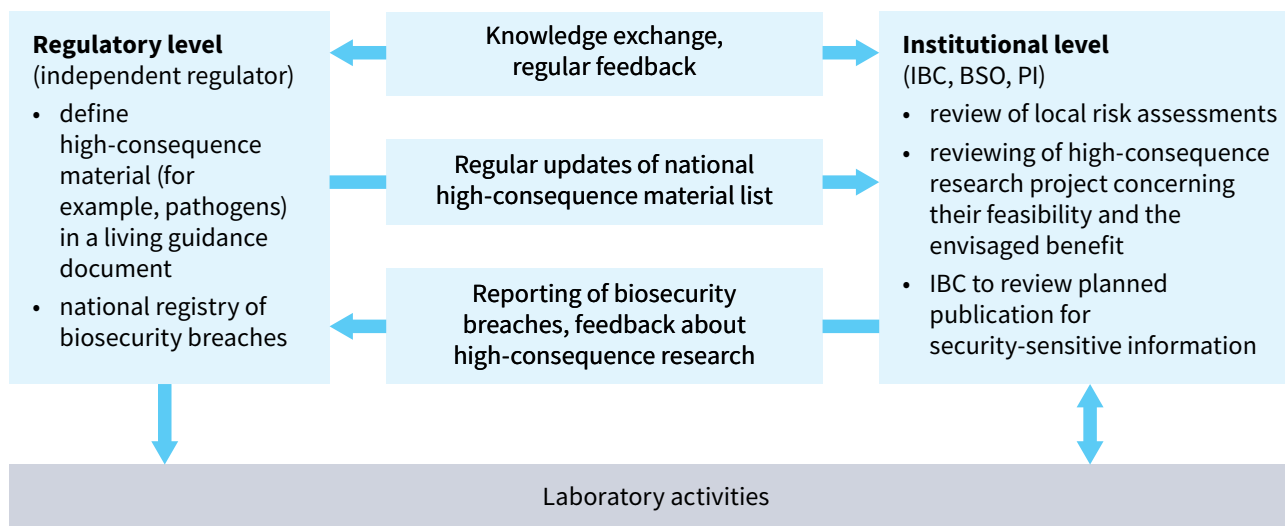 Regulatory level
(independent regulator)
• define
high-consequence
material (for
example, pathogens)
in a living guidance
document
• national registry of
biosecurity breaches
Knowledge exchange,
regular feedback
Regular updates of national
high-consequence material list
Reporting of biosecurity
breaches, feedback about
high-consequence research
Institutional level
(IBC, BSO, PI)
• review of local risk assessments
• reviewing of high-consequence
research project concerning
their feasibility and the
envisaged benefit
• IBC to review planned
publication for
security-sensitive information
Laboratory activities